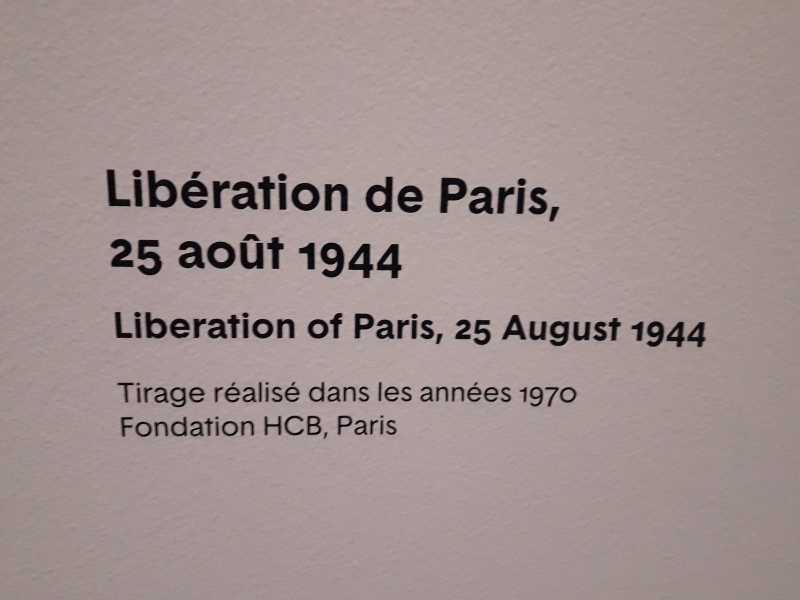 Libération de Paris,
25 août 1944
Liberation of Paris, 25 August 1944
Tirage réalisé dans les années 1970
Fondation HCB, Paris